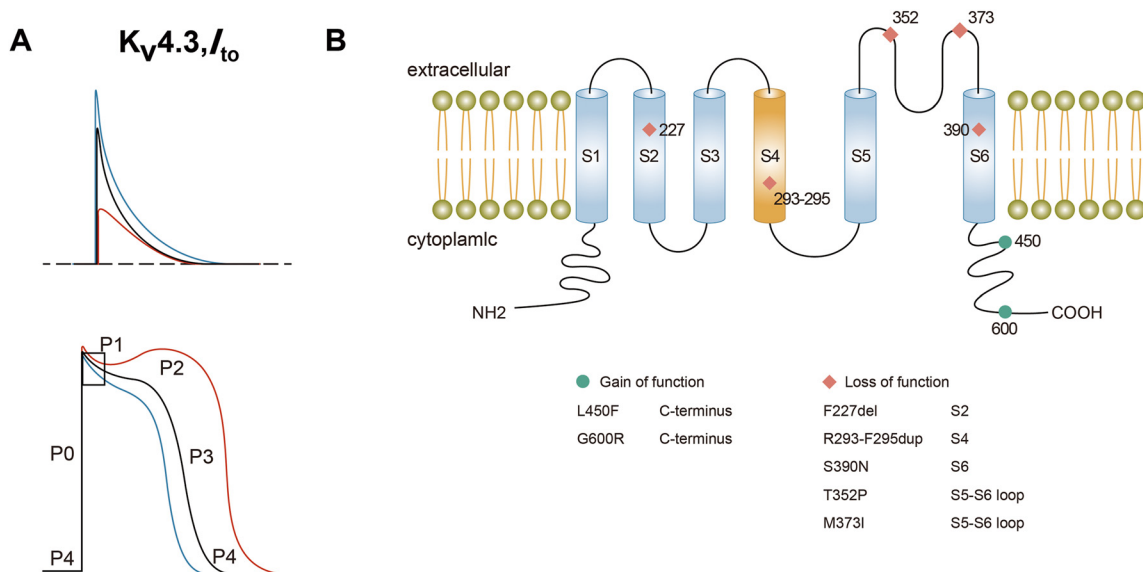 A
Kv4.3,Ito
P1
P2
P0
P3
P4
P4
B
352
373
extracellular
227
390
S1
S2
S3
S4
S5
S6
293-295
cytoplamlc
450
NH2
COOH
600
Gain of function
L450F C-terminus
G600R C-terminus
Loss of function
F227del S2
R293-F295dup S4
S390N S6
T352P S5-S6 loop
M373I S5-S6 loop